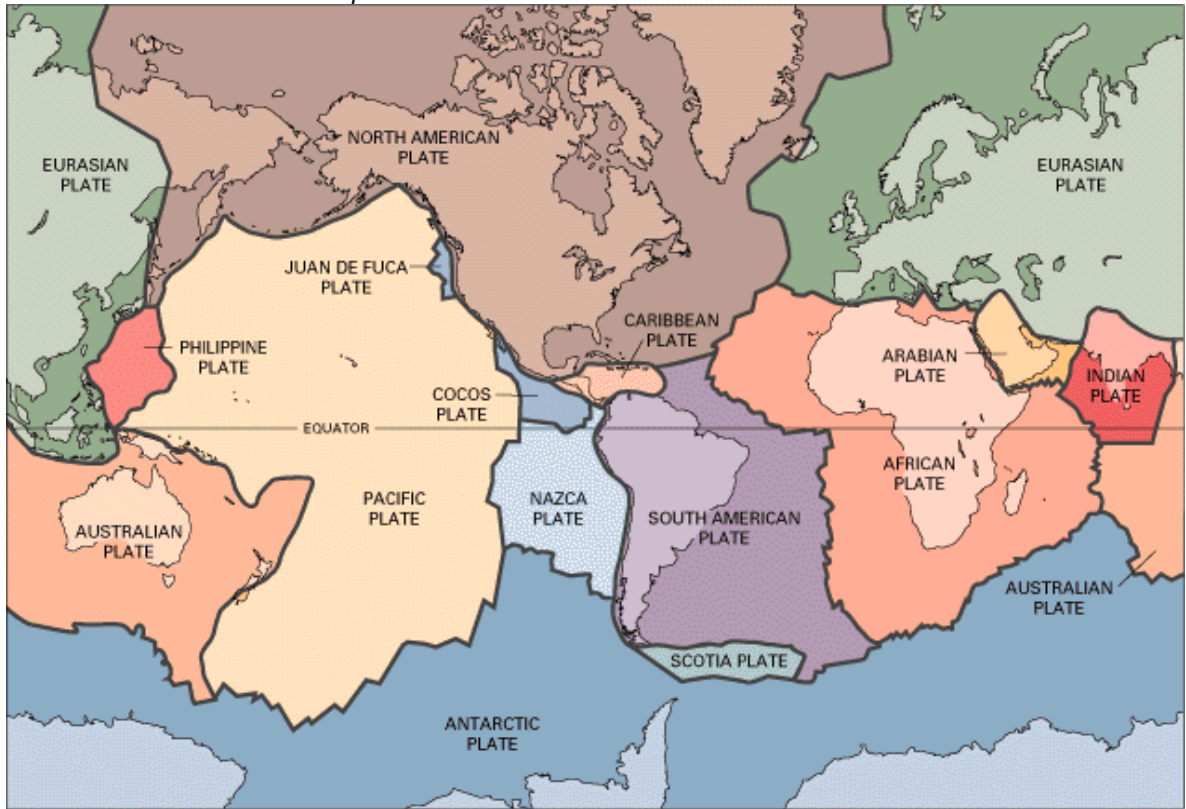 NORTH AMERICAN
PLATE
EURASIAN
PLATE
EURASIAN
PLATE
JUAN DE FUCA
PLATE
CARIBBEAN
PLATE
PHILIPPINE
PLATE
ARABIAN
PLATE
INDIAN
PLATE
COCOS
PLATE
EQUATOR
AFRICAN
PLATE
PACIFIC
PLATE
NAZCA
PLATE
SOUTH AMERICAN
PLATE
AUSTRALIAN
PLATE
AUSTRALIAN
PLATE
SCOTIA PLATE
ANTARCTIC
PLATE